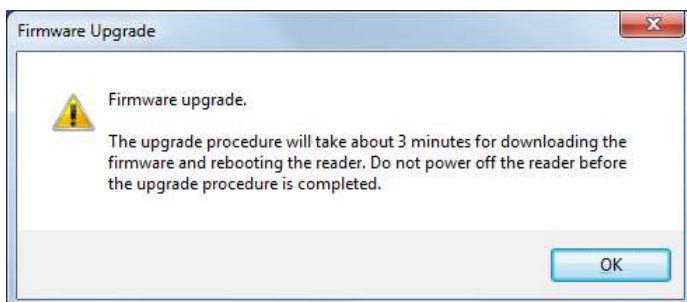 Firmware Upgrade
Firmware upgrade.
The upgrade procedure will take about 3 minutes for downloading the
firmware and rebooting the reader. Do not power off the reader before
the upgrade procedure is completed.
OK